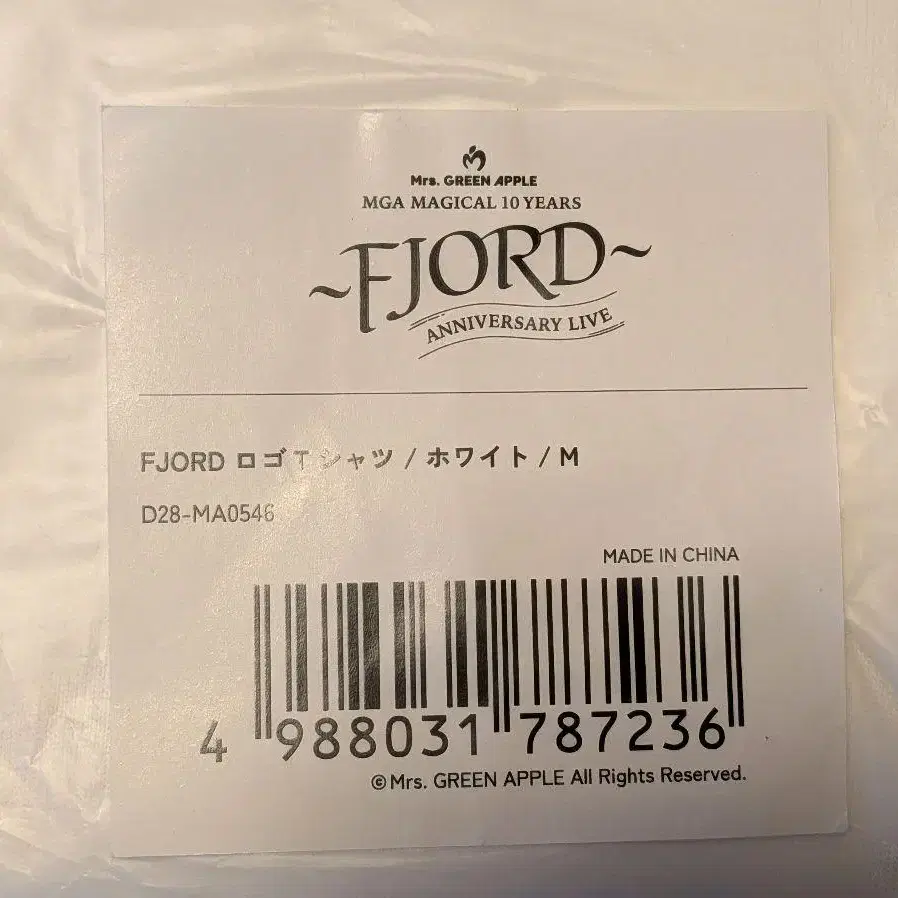 Mrs. GREEN APPLE
MGA MAGICAL 10 YEARS
~FJORD~
ANNIVERSARY LIVE
FJORD ロゴTシャツ / ホワイト / M
D28-MA0546
MADE IN CHINA
4 988031 787236
©Mrs. GREEN APPLE All Rights Reserved.